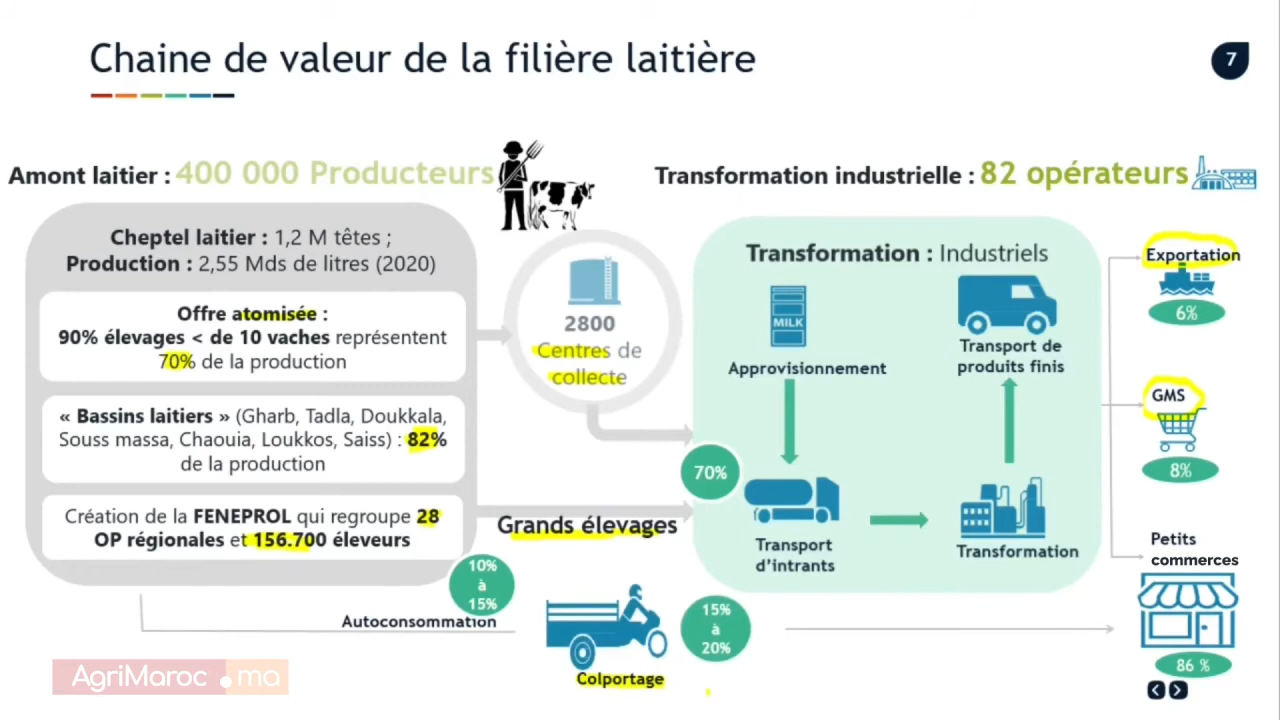 Chaine de valeur de la filière laitière
7
Amont laitier : 400 000 Producteurs
Cheptel laitier : 1,2 M têtes ;
Production : 2,55 Mds de litres (2020)
Offre atomisée :
90% élevages < de 10 vaches représentent
70% de la production
« Bassins laitiers » (Gharb, Tadla, Doukkala,
Souss massa, Chaouia, Loukkos, Saiss) : 82%
de la production
Création de la FENEPROL qui regroupe 28
OP régionales et 156.700 éleveurs
10%
à
15%
Autoconsommation
2800
Centres de
collecte
Grands élevages
Colportage
15%
à
20%
70%
Transformation industrielle : 82 opérateurs
Transformation : Industriels
MILK
Approvisionnement
Transport
d'intrants
Transformation
Transport de
produits finis
Exportation
6%
GMS
8%
Petits
commerces
86 %
AgriMaroc.ma